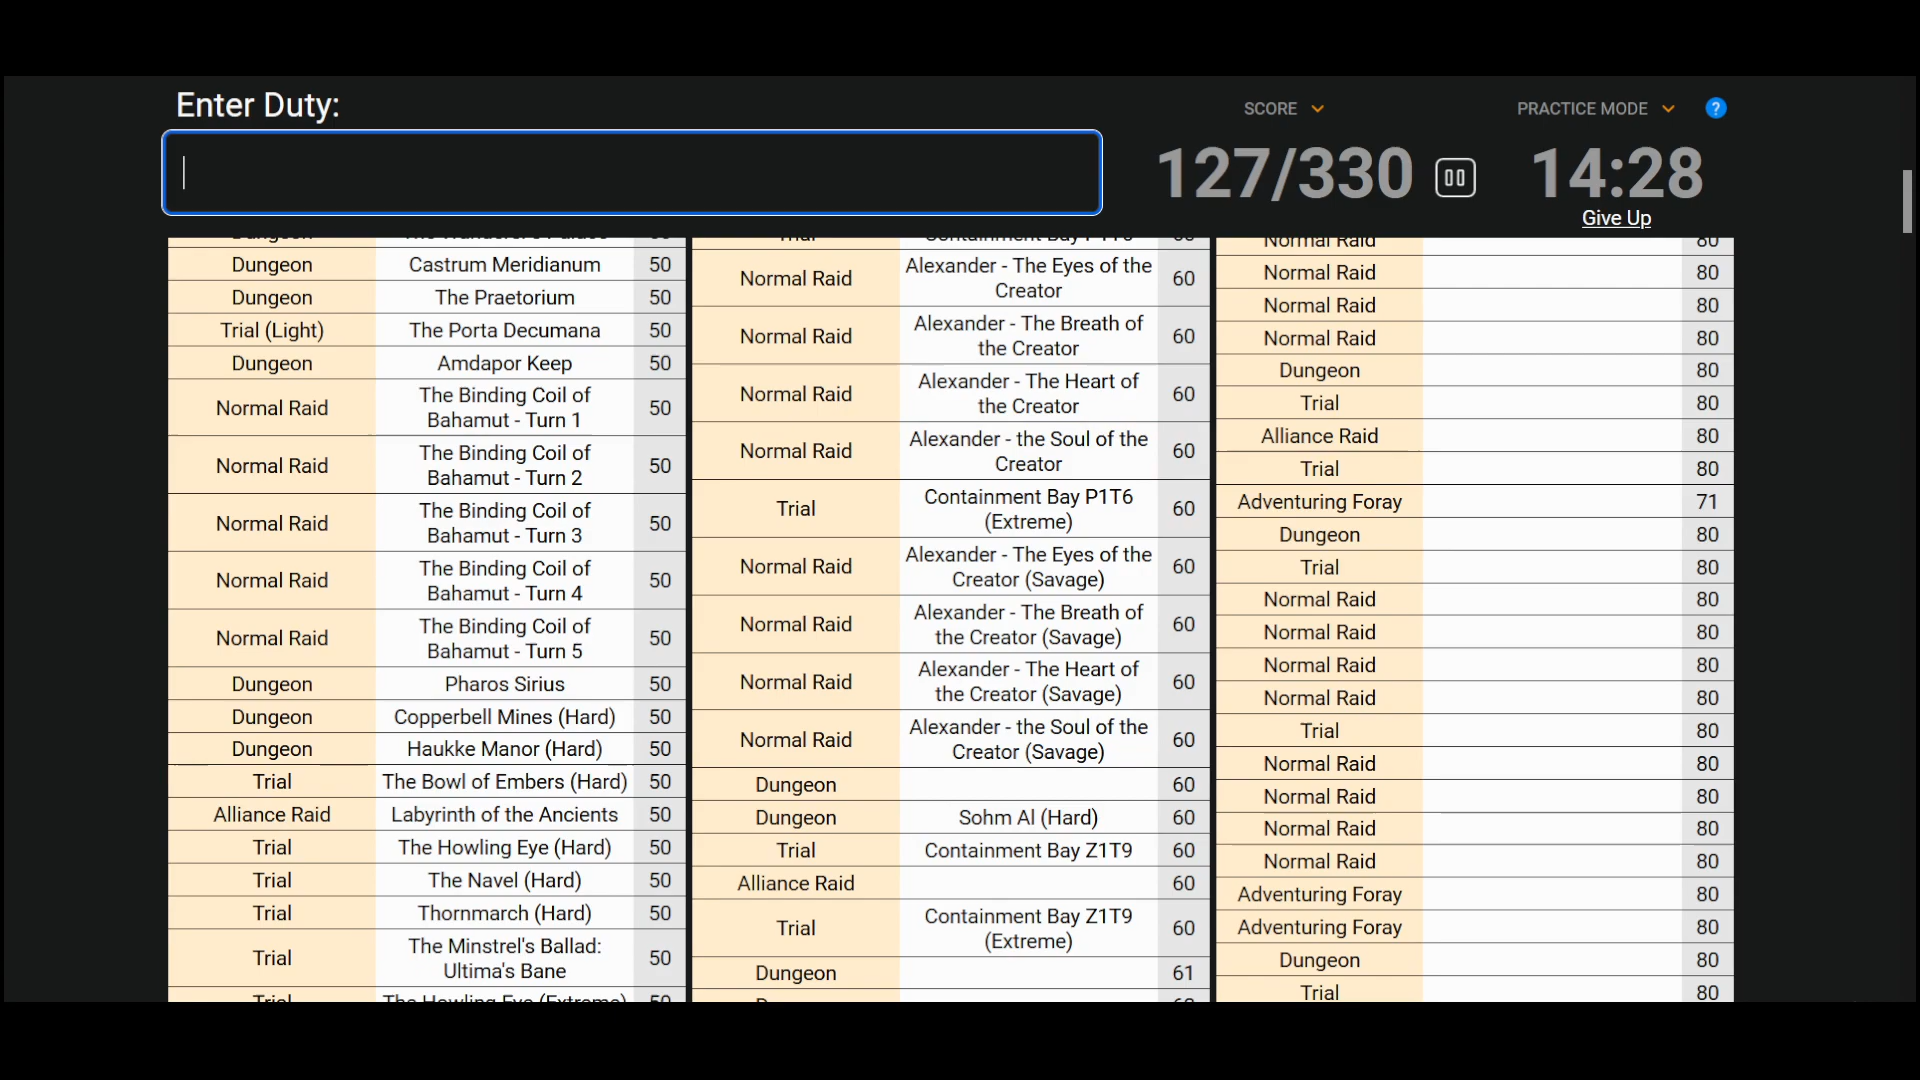 Enter Duty:
SCORE
PRACTICE MODE
?
127/330
14:28
Give Up
Dungeon Castrum Meridianum 50
Dungeon The Praetorium 50
Trial (Light) The Porta Decumana 50
Dungeon Amdapor Keep 50
Normal Raid The Binding Coil of
Bahamut - Turn 1 50
Normal Raid The Binding Coil of
Bahamut - Turn 2 50
Normal Raid The Binding Coil of
Bahamut - Turn 3 50
Normal Raid The Binding Coil of
Bahamut - Turn 4 50
Normal Raid The Binding Coil of
Bahamut - Turn 5 50
Dungeon Pharos Sirius 50
Dungeon Copperbell Mines (Hard) 50
Dungeon Haukke Manor (Hard) 50
Trial The Bowl of Embers (Hard) 50
Alliance Raid Labyrinth of the Ancients 50
Trial The Howling Eye (Hard) 50
Trial The Navel (Hard) 50
Trial Thornmarch (Hard) 50
Trial The Minstrel's Ballad:
Ultima's Bane 50
Trial The Howling Eye (Extreme) 50
Trial Containment Bay P1T6 60
Normal Raid Alexander - The Eyes of the
Creator 60
Normal Raid Alexander - The Breath of
the Creator 60
Normal Raid Alexander - The Heart of
the Creator 60
Normal Raid Alexander - the Soul of the
Creator 60
Trial Containment Bay P1T6
(Extreme) 60
Normal Raid Alexander - The Eyes of the
Creator (Savage) 60
Normal Raid Alexander - The Breath of
the Creator (Savage) 60
Normal Raid Alexander - The Heart of
the Creator (Savage) 60
Normal Raid Alexander - the Soul of the
Creator (Savage) 60
Dungeon 60
Dungeon Sohm Al (Hard) 60
Trial Containment Bay Z1T9 60
Alliance Raid 60
Trial Containment Bay Z1T9
(Extreme) 60
Dungeon 61
Normal Raid 80
Normal Raid 80
Normal Raid 80
Normal Raid 80
Dungeon 80
Trial 80
Alliance Raid 80
Trial 80
Adventuring Foray 71
Dungeon 80
Trial 80
Normal Raid 80
Normal Raid 80
Normal Raid 80
Normal Raid 80
Trial 80
Normal Raid 80
Normal Raid 80
Normal Raid 80
Normal Raid 80
Adventuring Foray 80
Adventuring Foray 80
Dungeon 80
Trial 80